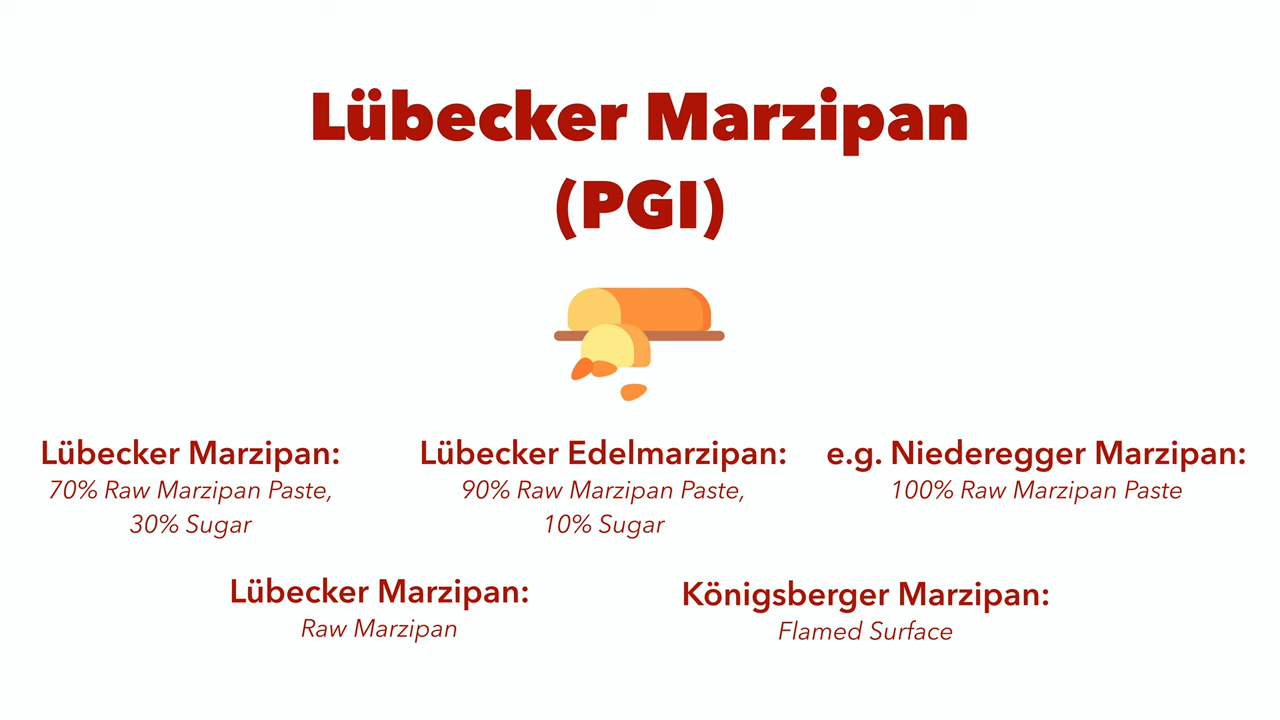 Lübecker Marzipan
(PGI)
Lübecker Marzipan:
70% Raw Marzipan Paste,
30% Sugar
Lübecker Edelmarzipan:
90% Raw Marzipan Paste,
10% Sugar
e.g. Niederegger Marzipan:
100% Raw Marzipan Paste
Lübecker Marzipan:
Raw Marzipan
Königsberger Marzipan:
Flamed Surface